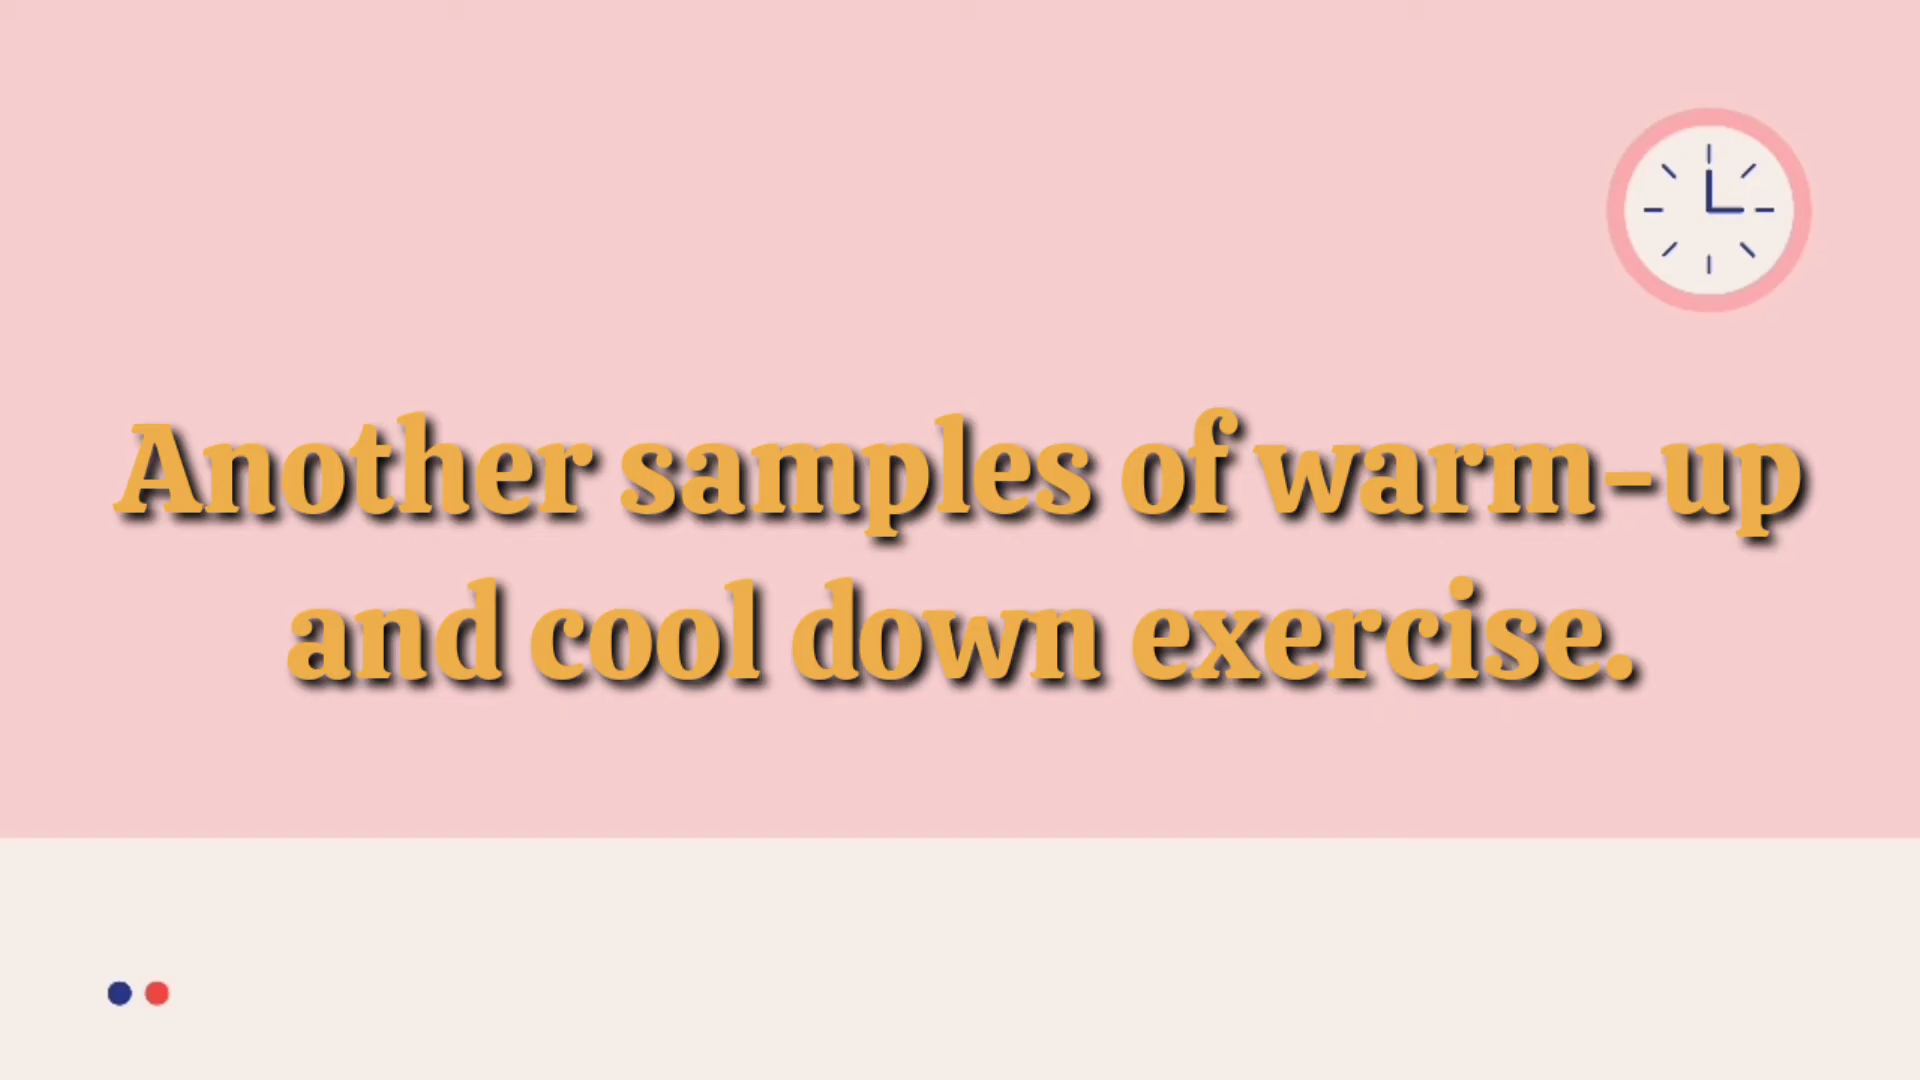 Another samples of warm-up
and cool down exercise.